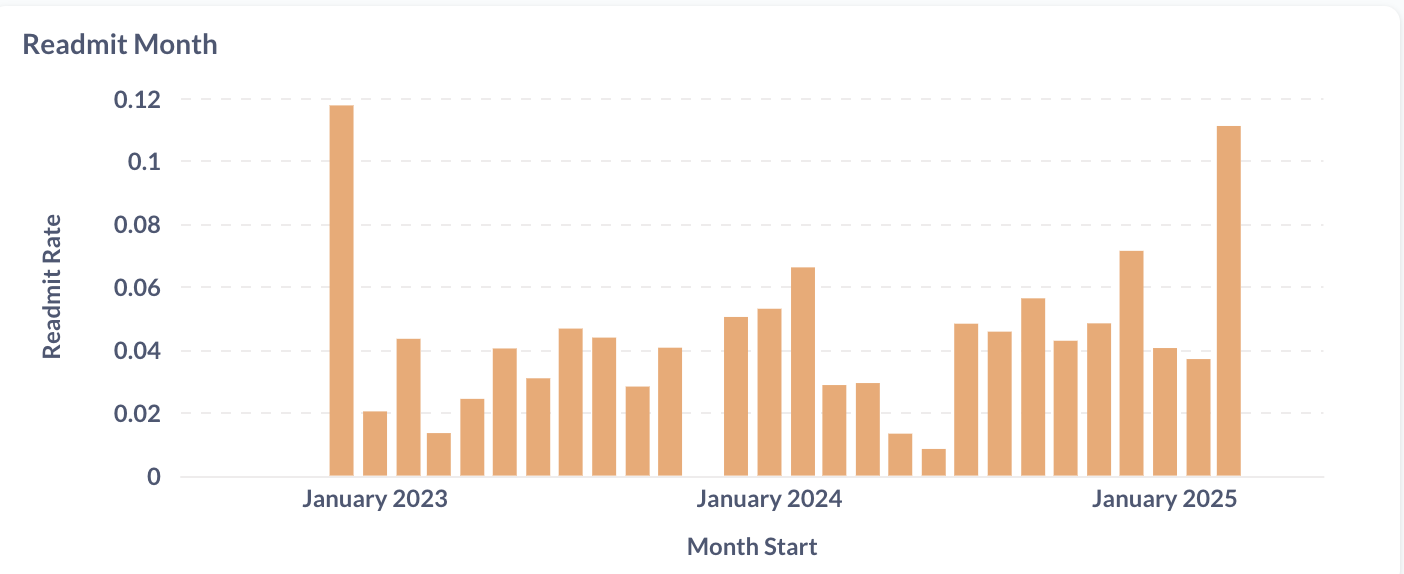 Readmit Month
0.12
0.1
0.08
0.06
0.04
0.02
0
Readmit Rate
January 2023
January 2024
January 2025
Month Start